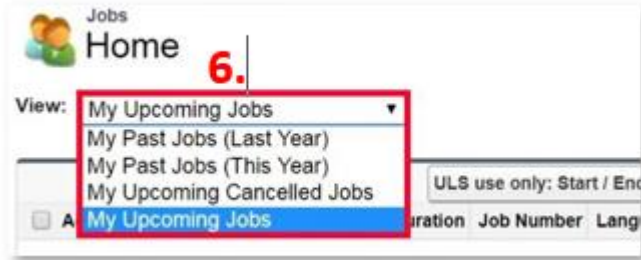 Jobs
Home
6.
View: My Upcoming Jobs
My Past Jobs (Last Year)
My Past Jobs (This Year)
My Upcoming Cancelled Jobs
My Upcoming Jobs
ULS use only: Start / End
A uration Job Number Langu